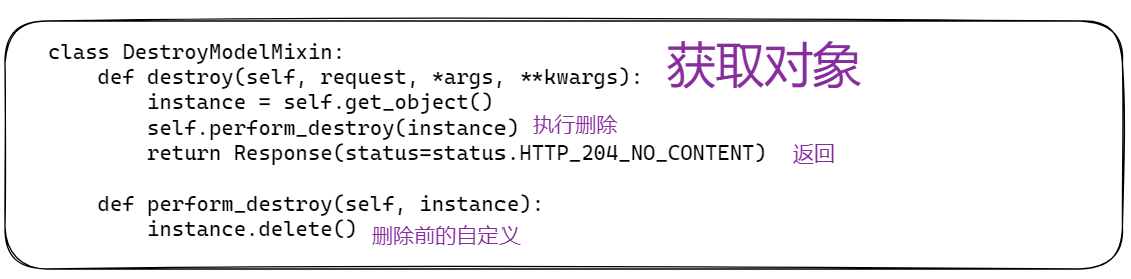 class DestroyModelMixin:
    def destroy(self, request, *args, **kwargs): 获取对象
        instance = self.get_object()
        self.perform_destroy(instance) 执行删除
        return Response(status=status.HTTP_204_NO_CONTENT) 返回
    def perform_destroy(self, instance):
        instance.delete() 删除前的自定义